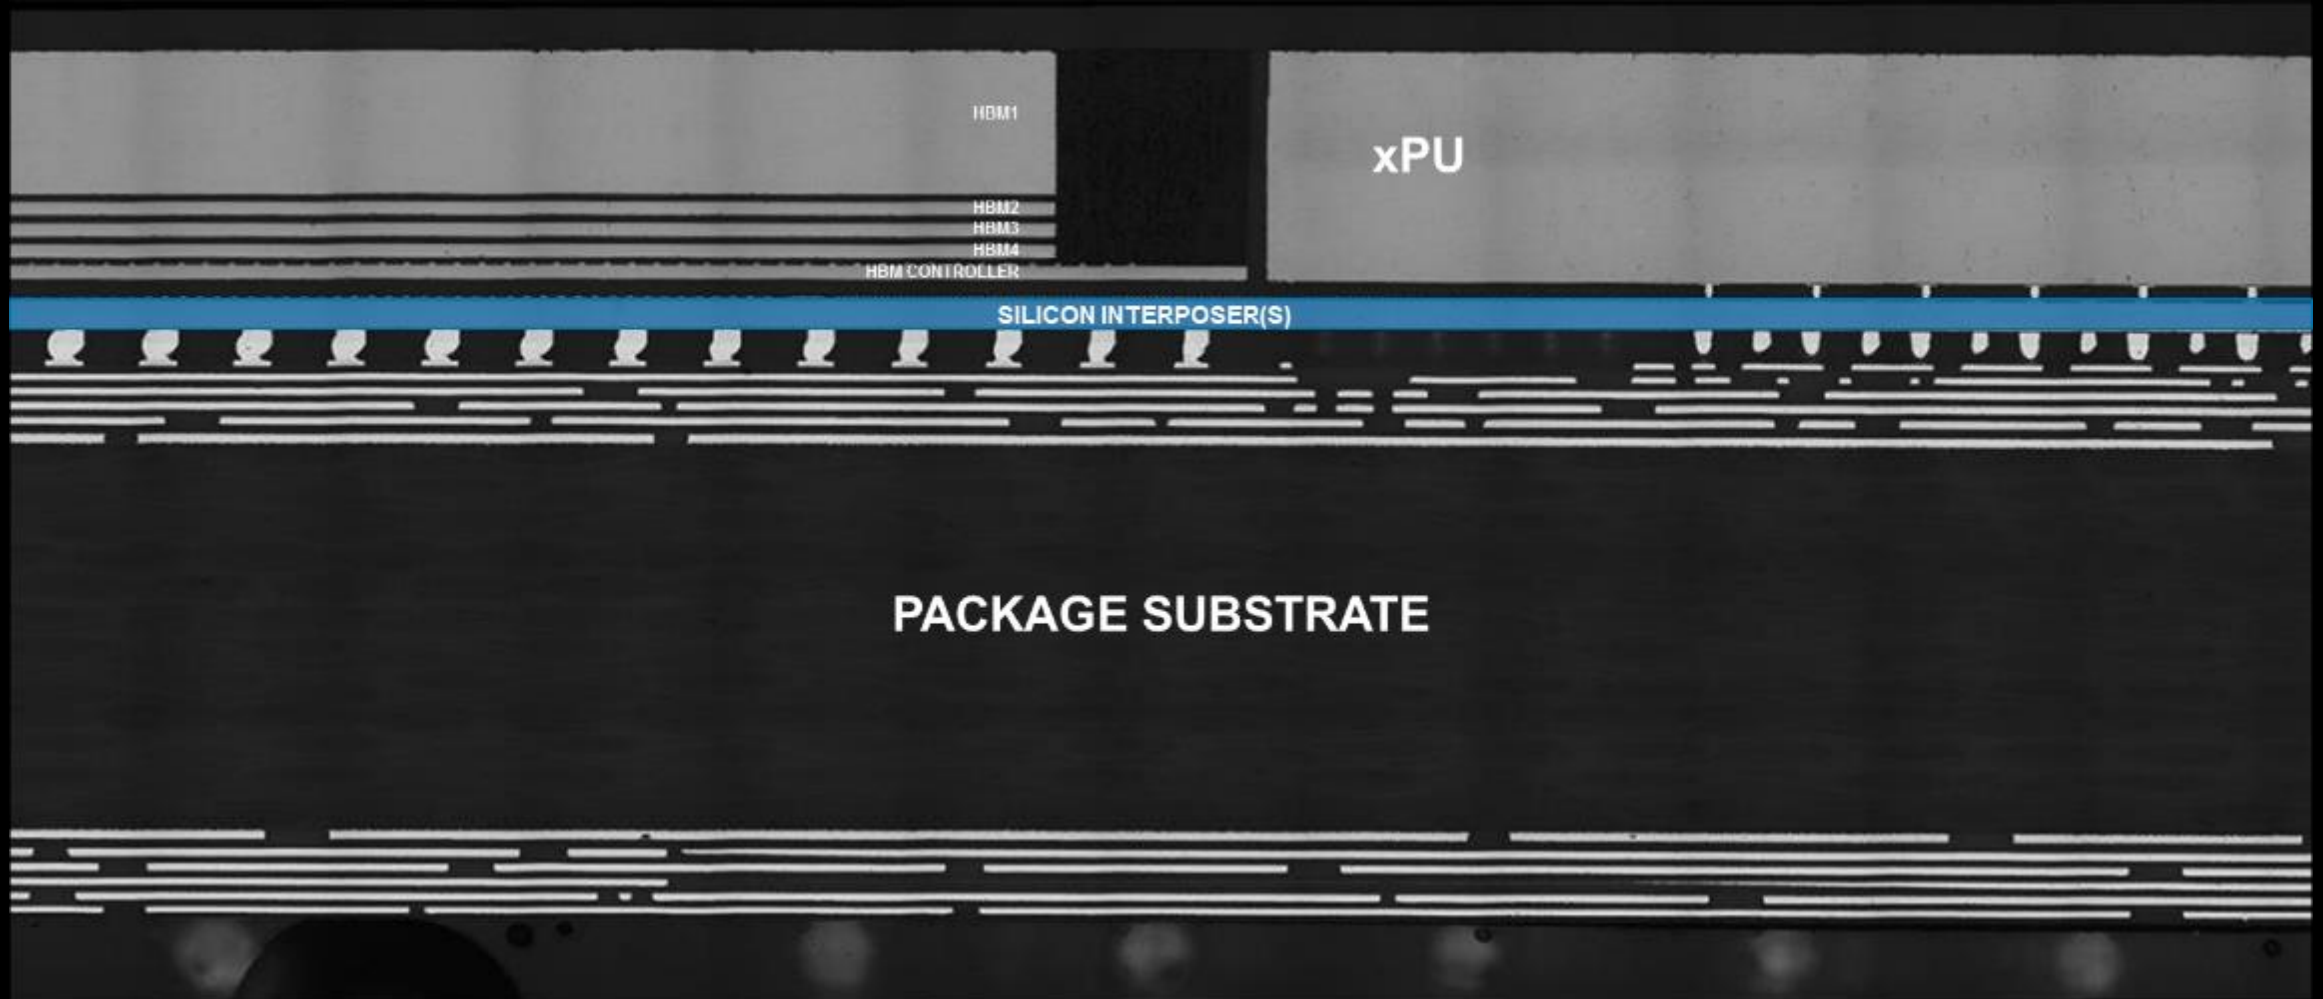 HBM1
xPU
HBM2
HBM3
HBM4
HBM CONTROLLER
SILICON INTERPOSER(S)
PACKAGE SUBSTRATE